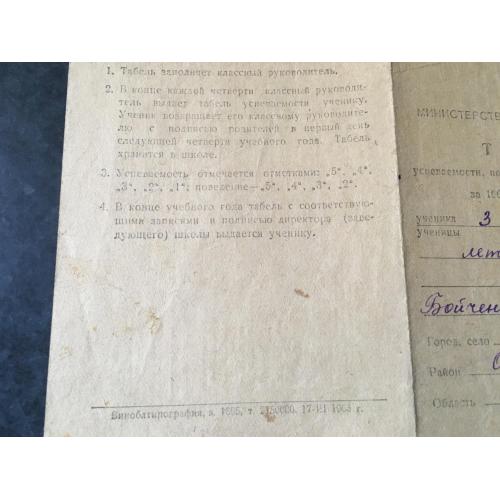 1. Табель заполняет классный руководитель.
2. В конце каждой четверти классный руководи-
тель выдает табель успеваемости ученику.
Ученик возвращает его классному руководите-
лю с подписью родителей в первый день
следующей четверти учебного года. Табель
хранится в школе.
3. Успеваемость отмечается отметками: „5“, „4“,
„3“, „2“, „1“; поведение—„5“, „4“, „3“, „2“.
4. В конце учебного года табель с соответствую-
щими записями и подписью директора (заве-
дующего) школы выдается ученику.
Виноблтипография, з. т. г.
МИНИСТЕРСТВ
Т
успеваемости, по
за 196
ученика 3
ученицы
лет
Бойчен
Город, село
Район
Область